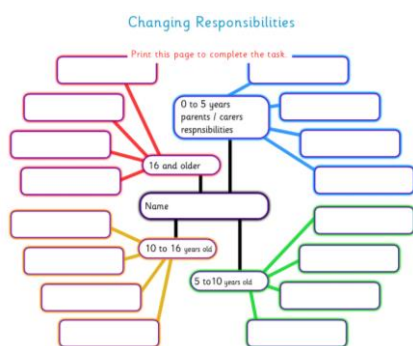 Changing Responsibilities
Print this page to complete the task
0 to 5 years
parents / carers
respnsibilities
16 and older
Name
10 to 16 years old
5 to10 years old